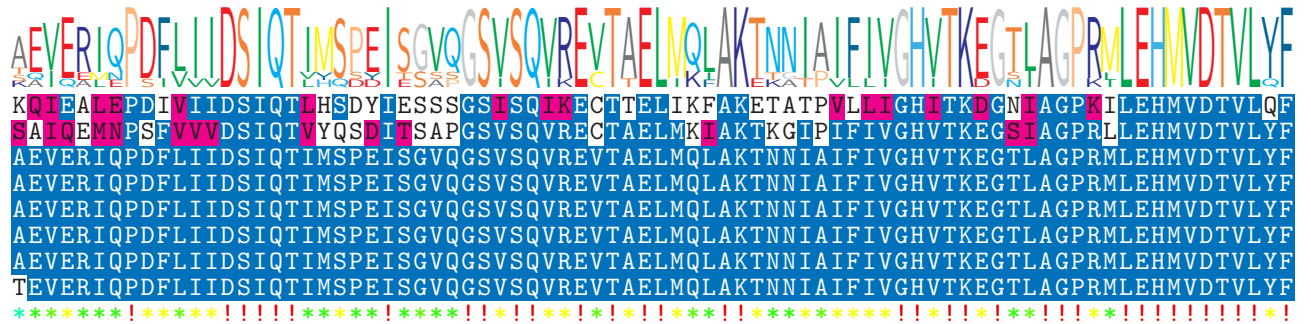 AEVERIQPDFLIIDSIQTIMSPEISGVQGSVSQVREVTAELMQLAKTNNIAIFIVGHVTKEGTLAGPRMLEHMVDTVLYF
KQIEALEPDIVIIDSIQTLHSDYIESSSGSISQIKECTTELIKFAKETATPVLLIGHITKDGNIAGPKILEHMVDTVLQF
SAIQEMNPSFVVVDSIQTVYQSDITSAPGSVSQVRECTAELMKIAKTKGIPIFIVGHVTKEGSIAGPRLLEHMVDTVLYF
AEVERIQPDFLIIDSIQTIMSPEISGVQGSVSQVREVTAELMQLAKTNNIAIFIVGHVTKEGTLAGPRMLEHMVDTVLYF
AEVERIQPDFLIIDSIQTIMSPEISGVQGSVSQVREVTAELMQLAKTNNIAIFIVGHVTKEGTLAGPRMLEHMVDTVLYF
AEVERIQPDFLIIDSIQTIMSPEISGVQGSVSQVREVTAELMQLAKTNNIAIFIVGHVTKEGTLAGPRMLEHMVDTVLYF
AEVERIQPDFLIIDSIQTIMSPEISGVQGSVSQVREVTAELMQLAKTNNIAIFIVGHVTKEGTLAGPRMLEHMVDTVLYF
AEVERIQPDFLIIDSIQTIMSPEISGVQGSVSQVREVTAELMQLAKTNNIAIFIVGHVTKEGTLAGPRMLEHMVDTVLYF
TEVERIQPDFLIIDSIQTIMSPEISGVQGSVSQVREVTAELMQLAKTNNIAIFIVGHVTKEGTLAGPRMLEHMVDTVLYF
*******!*****!!!!!*****!****!!*!!**!*!*!!***!!*********!!*!!*!**!!!**!!!!!!!!!*!